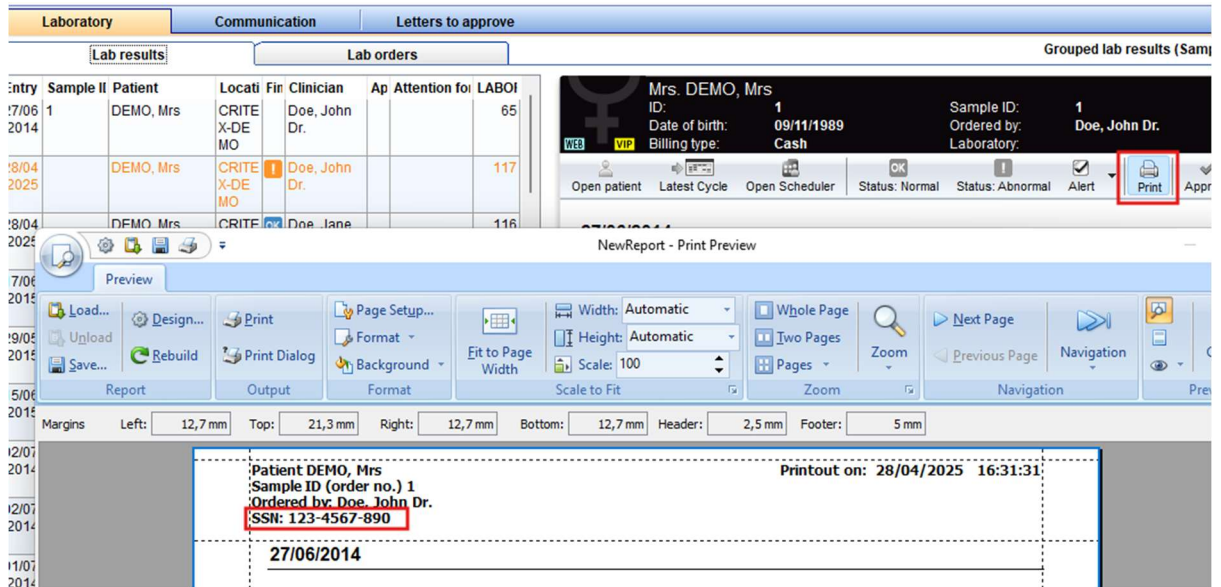 Laboratory Communication Letters to approve
Lab results Lab orders Grouped lab results (Samp
Entry Sample II Patient Locati Fin Clinician Ap Attention for LABOI
27/06 1 DEMO, Mrs CRITE Doe, John 65
2014 X-DE Dr.
MO
28/04 DEMO, Mrs CRITE ! Doe, John 117
2025 X-DE Dr.
MO
28/04 DEMO, Mrs CRITE OK Doe, Jane 116
2025
7/06
2015
29/05
2015
5/06
2015
02/07
2014
02/07
2014
01/07
2014
Mrs. DEMO, Mrs
ID: 1 Sample ID: 1
Date of birth: 09/11/1989 Ordered by: Doe, John Dr.
WEB VIP Billing type: Cash Laboratory:
OK !
Open patient Latest Cycle Open Scheduler Status: Normal Status: Abnormal Alert Print Appr
27/06/2014
NewReport - Print Preview
Preview
Load... Design... Print Page Setup... Width: Automatic Whole Page Next Page
Unload Format Height: Automatic Two Pages
Save... Rebuild Print Dialog Background Fit to Page Width Scale: 100 Pages Zoom Previous Page Navigation
Report Output Format Scale to Fit Zoom Navigation Pre
Margins Left: 12,7 mm Top: 21,3 mm Right: 12,7 mm Bottom: 12,7 mm Header: 2,5 mm Footer: 5 mm
Patient DEMO, Mrs Printout on: 28/04/2025 16:31:31
Sample ID (order no.) 1
Ordered by: Doe, John Dr.
SSN: 123-4567-890
27/06/2014